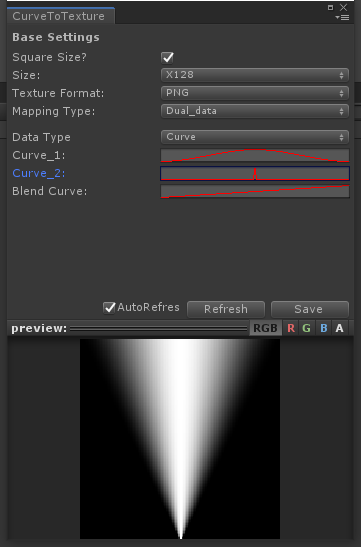 CurveToTexture
Base Settings
Square Size?
Size: X128
Texture Format: PNG
Mapping Type: Dual_data
Data Type Curve
Curve_1:
Curve_2:
Blend Curve:
AutoRefres Refresh Save
preview: RGB R G B A